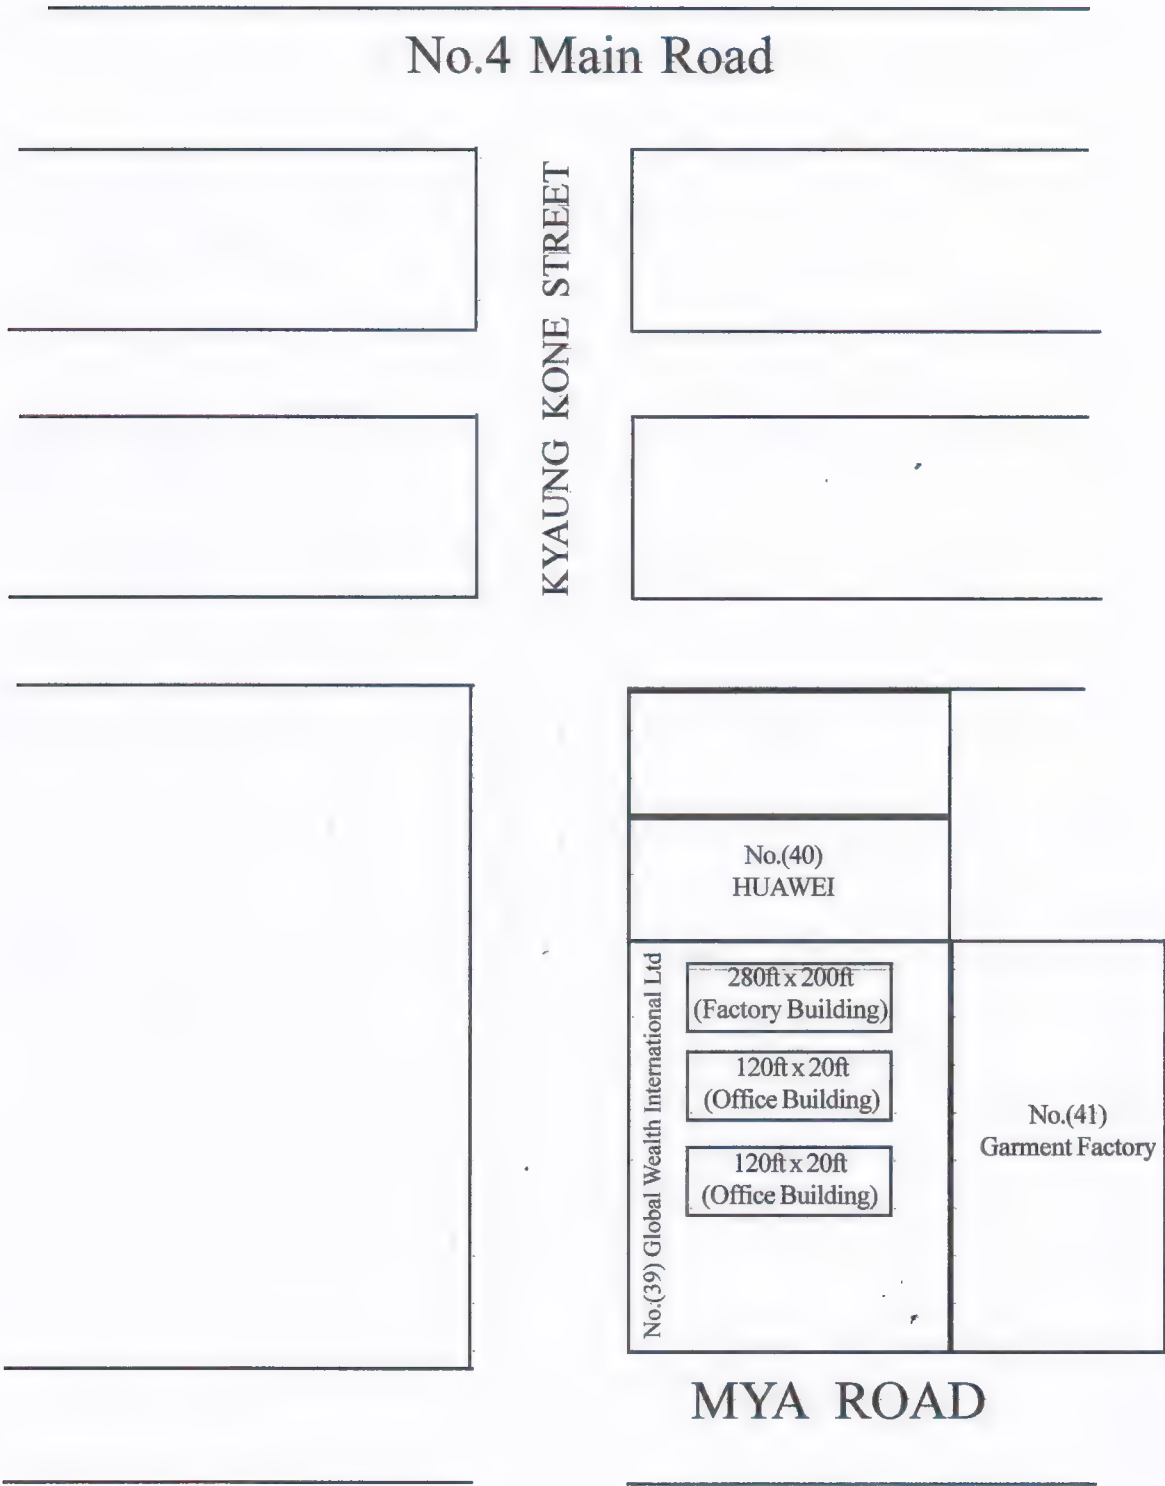 No.4 Main Road
KYAUNG KONE STREET
No.(40)
HUAWEI
No.(39) Global Wealth International Ltd
280ft x 200ft
(Factory Building)
120ft x 20ft
(Office Building)
120ft x 20ft
(Office Building)
No.(41)
Garment Factory
MYA ROAD